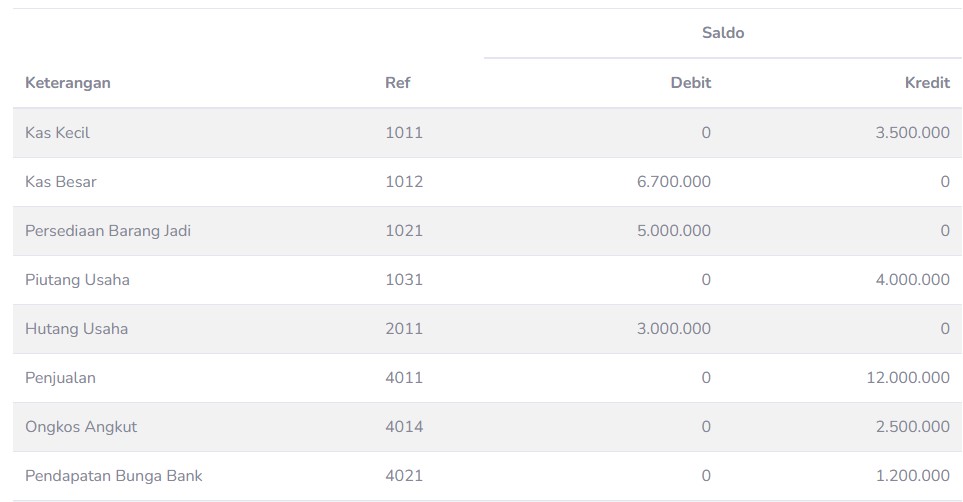 Saldo
Keterangan Ref Debit Kredit
Kas Kecil 1011 0 3.500.000
Kas Besar 1012 6.700.000 0
Persediaan Barang Jadi 1021 5.000.000 0
Piutang Usaha 1031 0 4.000.000
Hutang Usaha 2011 3.000.000 0
Penjualan 4011 0 12.000.000
Ongkos Angkut 4014 0 2.500.000
Pendapatan Bunga Bank 4021 0 1.200.000